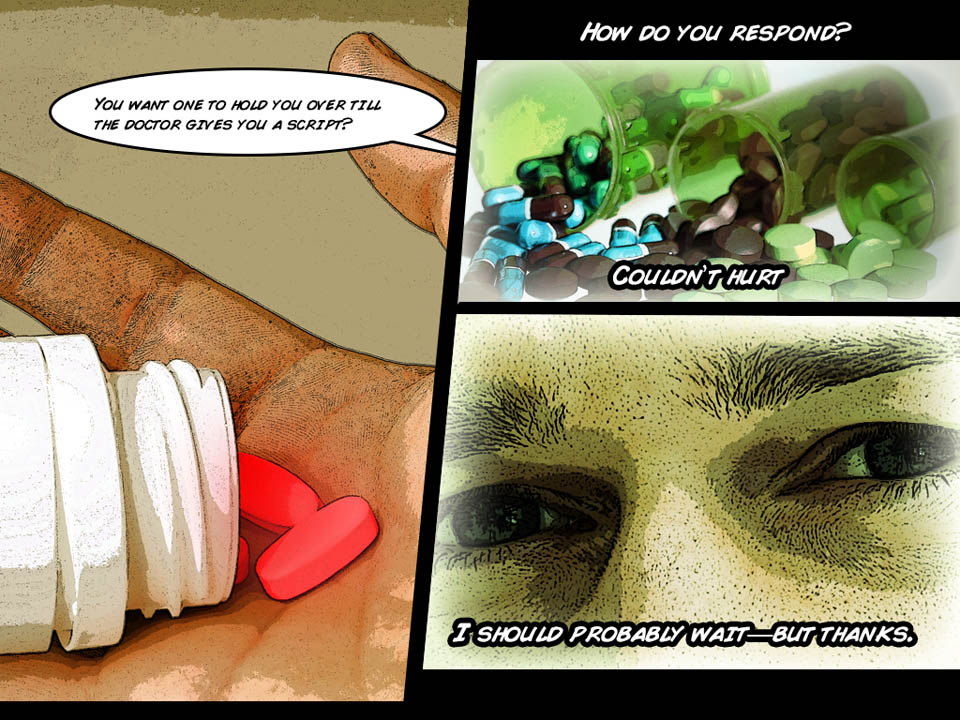 You want one to hold you over till
the doctor gives you a script?
How do you respond?
Couldn't hurt
I should probably wait—but thanks.